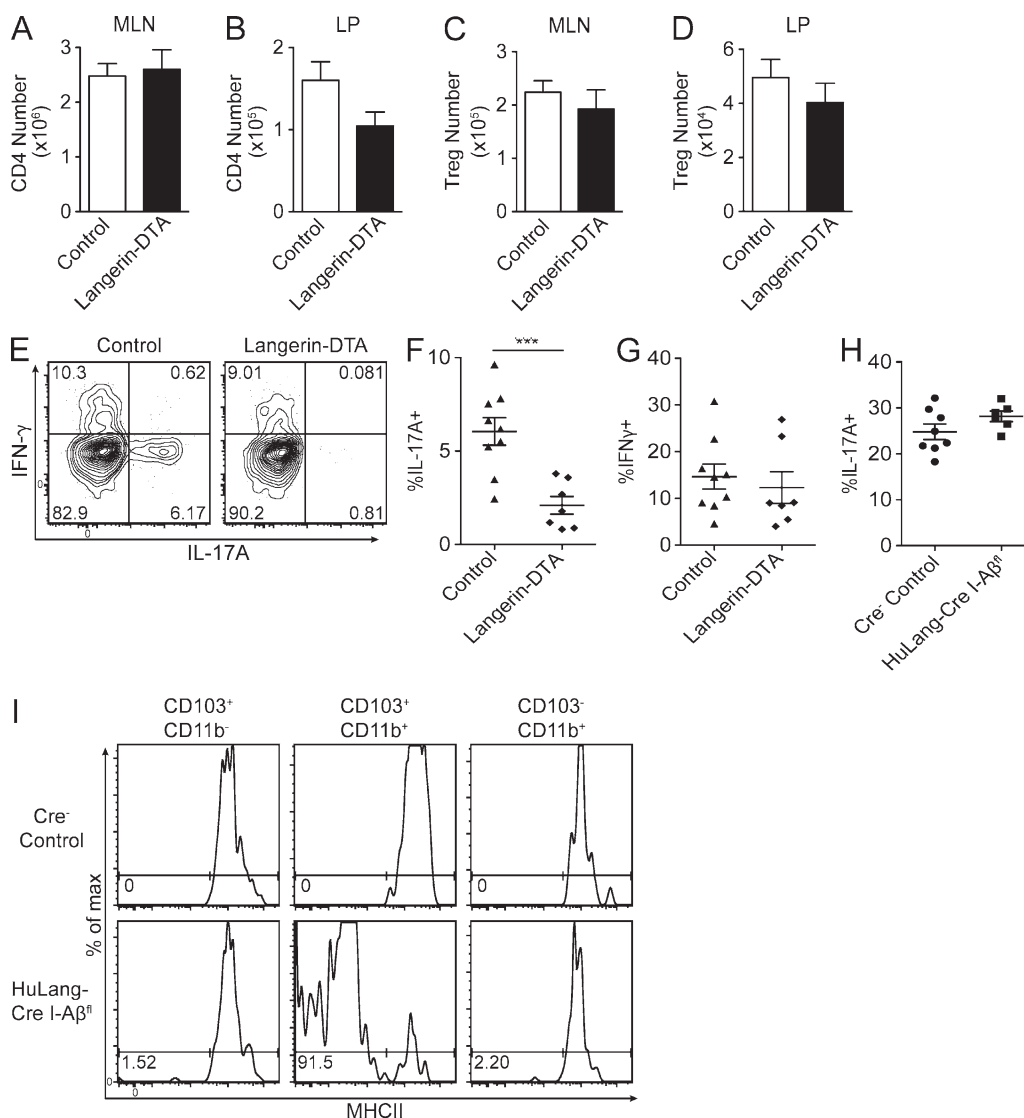 A
MLN
CD4 Number
(x10⁶)
3
2
1
0
Control
Langerin-DTA
B
LP
CD4 Number
(x10⁵)
2
1
0
Control
Langerin-DTA
C
MLN
Treg Number
(x10⁵)
3
2
1
0
Control
Langerin-DTA
D
LP
Treg Number
(x10⁴)
6
4
2
0
Control
Langerin-DTA
E
Control
Langerin-DTA
10.3 0.62
82.9 6.17
9.01 0.081
90.2 0.81
IFN-γ
0
0
IL-17A
F
***
%IL-17A+
10
5
0
Control
Langerin-DTA
G
%IFNγ+
40
30
20
10
0
Control
Langerin-DTA
H
%IL-17A+
40
30
20
10
0
Cre⁻ Control
HuLang-Cre I-Aβᶠˡ
I
CD103⁺
CD11b⁻
CD103⁺
CD11b⁺
CD103⁻
CD11b⁺
Cre⁻
Control
0
0
0
% of max
HuLang-
Cre I-Aβᶠˡ
1.52
91.5
2.20
0
0
MHCII